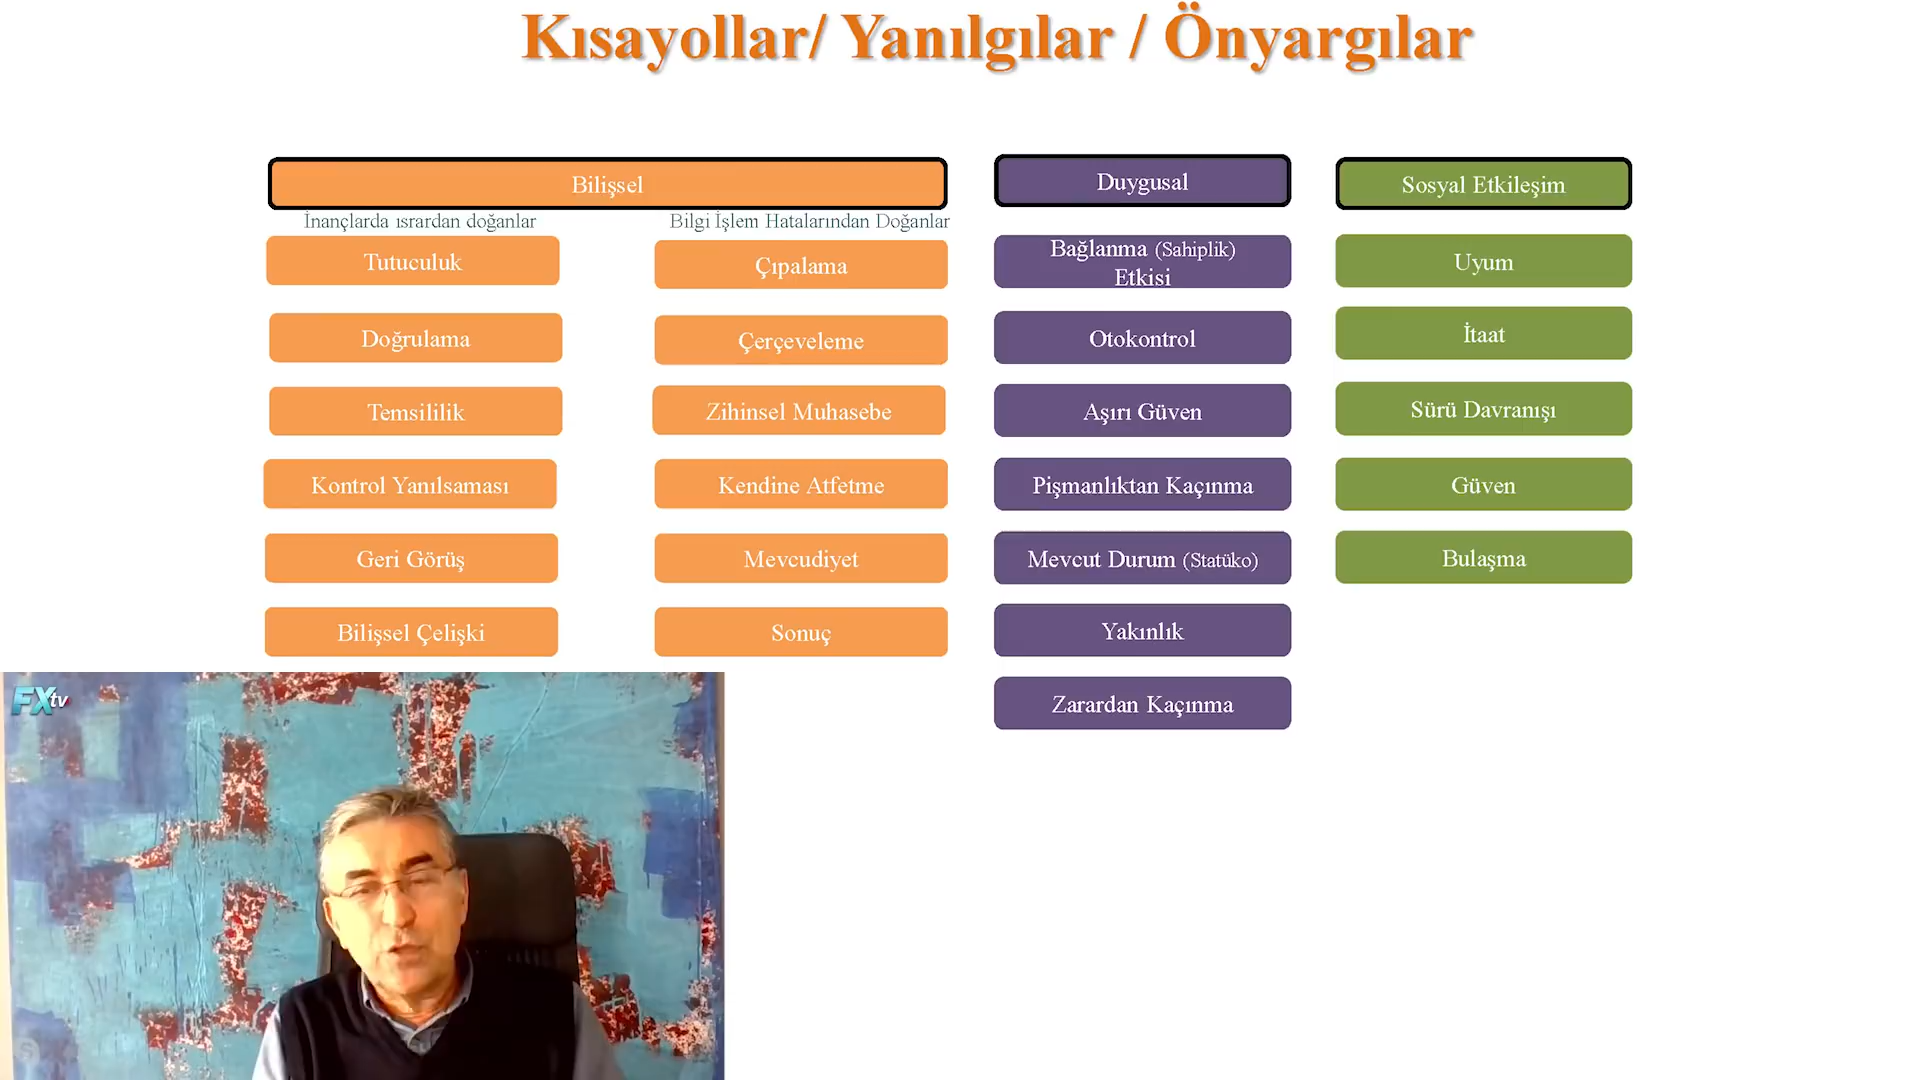 Kısayollar/ Yanılgılar / Önyargılar
Bilişsel
İnançlarda ısrardan doğanlar
Tutuculuk
Doğrulama
Temsililik
Kontrol Yanılsaması
Geri Görüş
Bilişsel Çelişki
Bilgi İşlem Hatalarından Doğanlar
Çıpalama
Çerçeveleme
Zihinsel Muhasebe
Kendine Atfetme
Mevcudiyet
Sonuç
Duygusal
Bağlanma (Sahiplik)
Etkisi
Otokontrol
Aşırı Güven
Pişmanlıktan Kaçınma
Mevcut Durum (Statüko)
Yakınlık
Zarardan Kaçınma
Sosyal Etkileşim
Uyum
İtaat
Sürü Davranışı
Güven
Bulaşma
FXtv